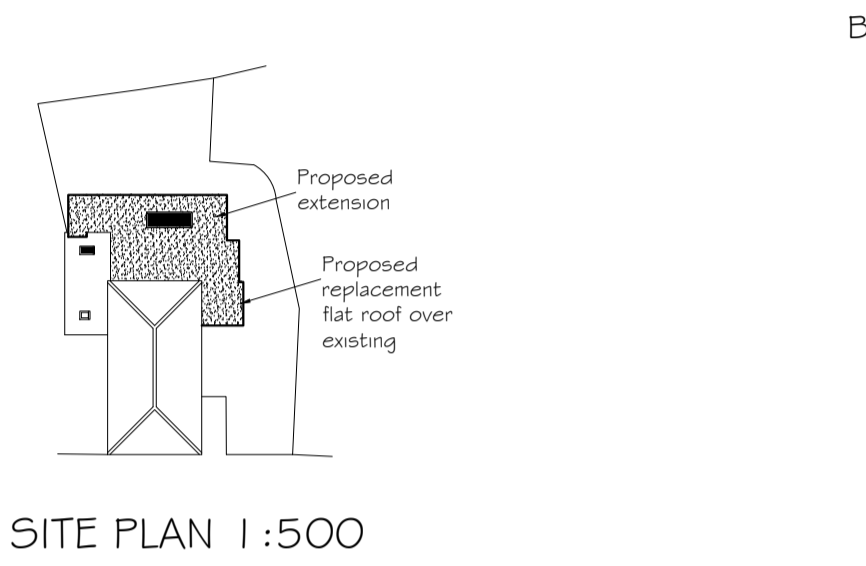 B
Proposed
extension
Proposed
replacement
flat roof over
existing
SITE PLAN 1:500